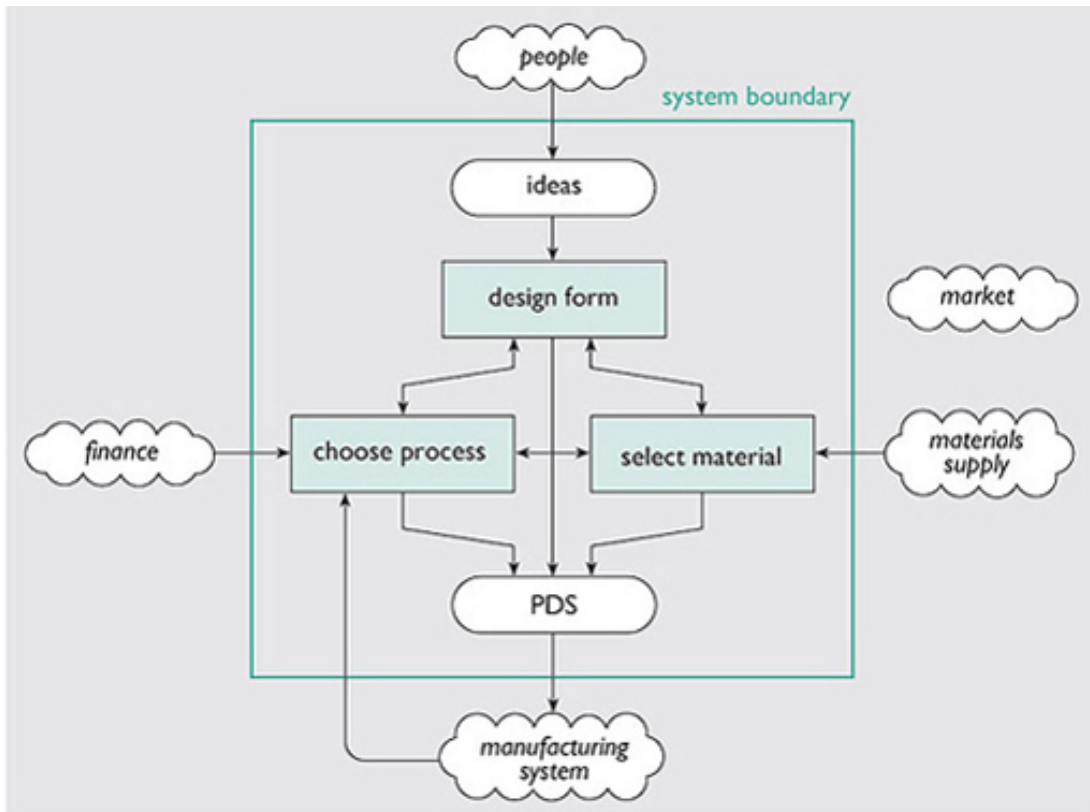 people
system boundary
ideas
design form
market
choose process
select material
finance
materials
supply
PDS
manufacturing
system